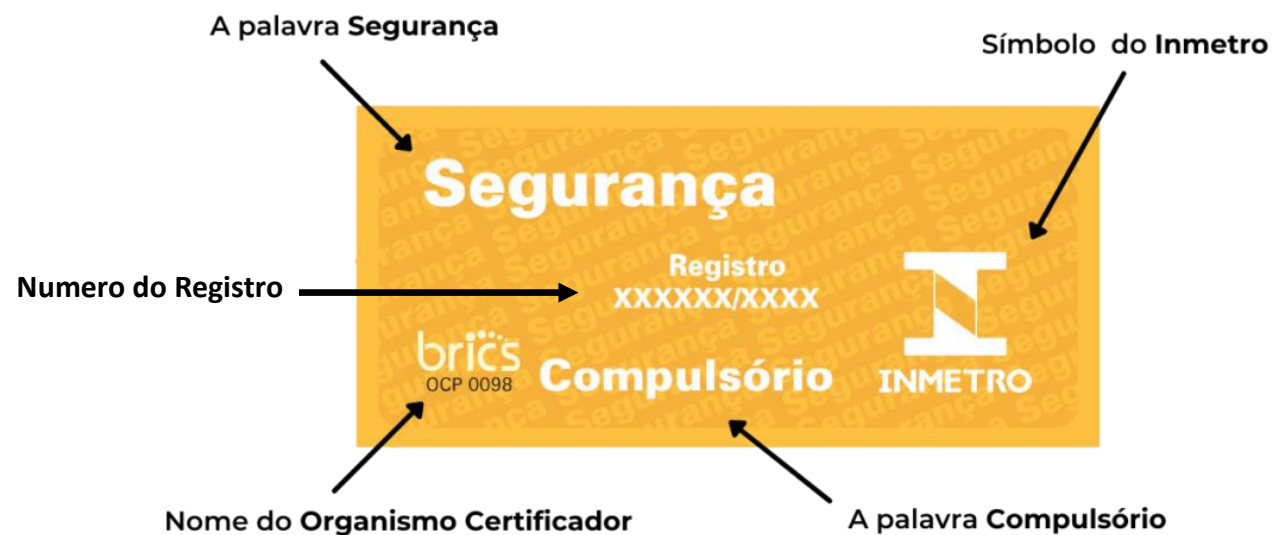 A palavra Segurança
Símbolo do Inmetro
Segurança
Numero do Registro
Registro
XXXXXX/XXXX
brics
OCP 0098
Compulsório
INMETRO
Nome do Organismo Certificador
A palavra Compulsório